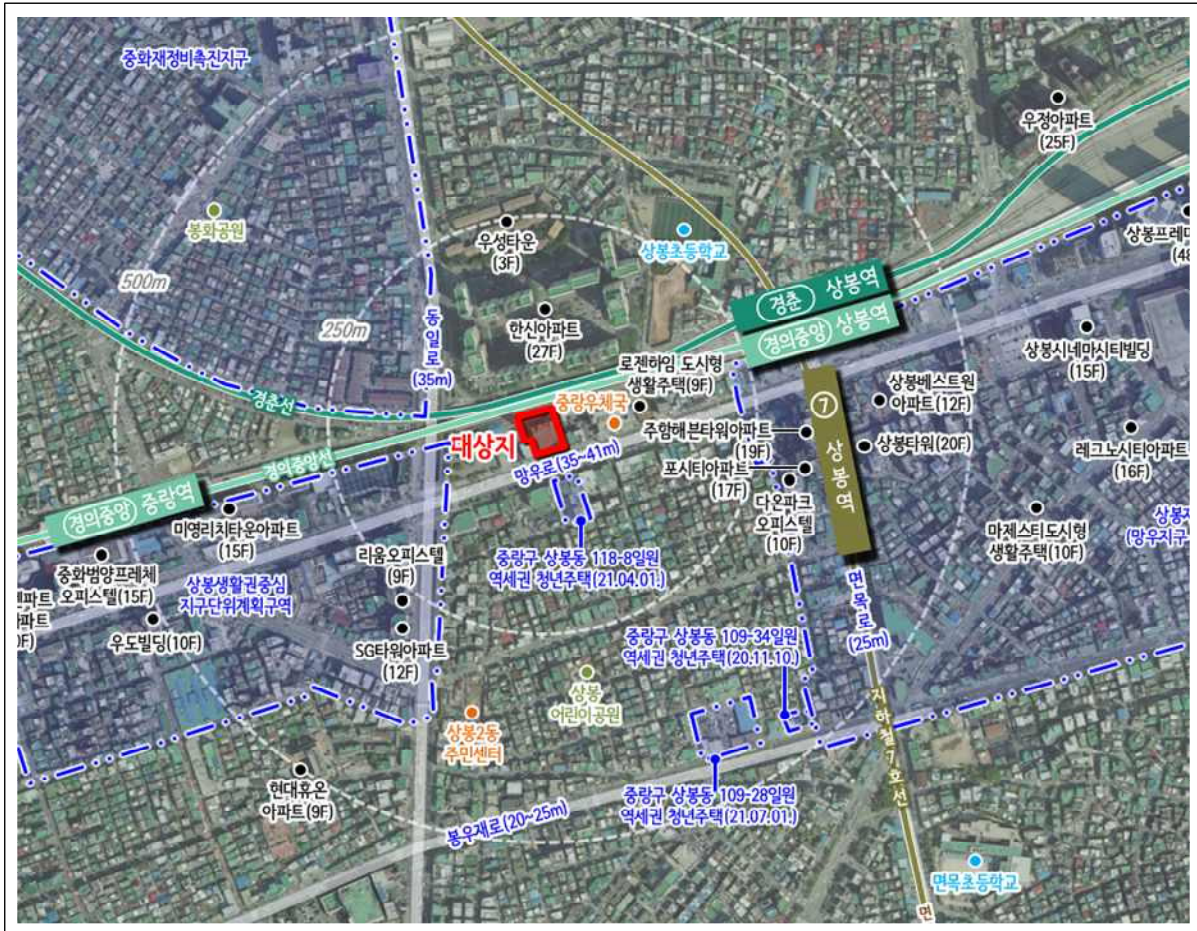 중화재정비촉진지구
우정아파트
(25F)
봉화공원
우성타운
(3F)
상봉초등학교
상봉프레미
(48
500m
250m
동일로
(35m)
한신아파트
(27F)
경춘 상봉역
경의중앙 상봉역
로젠하임 도시형
생활주택(9F)
상봉시네마시티빌딩
(15F)
경춘선
중랑우체국
상봉베스트원
아파트(12F)
대상지
주함해븐타워아파트
(19F)
7 상봉역
상봉타워(20F)
레그노시티아파트
(16F)
경의중앙선
망우로(35~41m)
포시티아파트
(17F)
다온파크
오피스텔
(10F)
경의중앙 중랑역
미영리치타운아파트
(15F)
마제스티도시형
생활주택(10F)
상봉재
(망우지구
중화범양프레체
오피스텔(15F)
리움오피스텔
(9F)
중랑구 상봉동 118-8일원
역세권 청년주택(21.04.01.)
상봉생활권중심
지구단위계획구역
면목로
(25m)
파트
0F)
우도빌딩(10F)
SG타워아파트
(12F)
중랑구 상봉동 109-34일원
역세권 청년주택(20.11.10.)
상봉
어린이공원
지하철7호선
상봉2동
주민센터
현대휴온
아파트(9F)
중랑구 상봉동 109-28일원
역세권 청년주택(21.07.01.)
봉우재로(20~25m)
면목초등학교
면